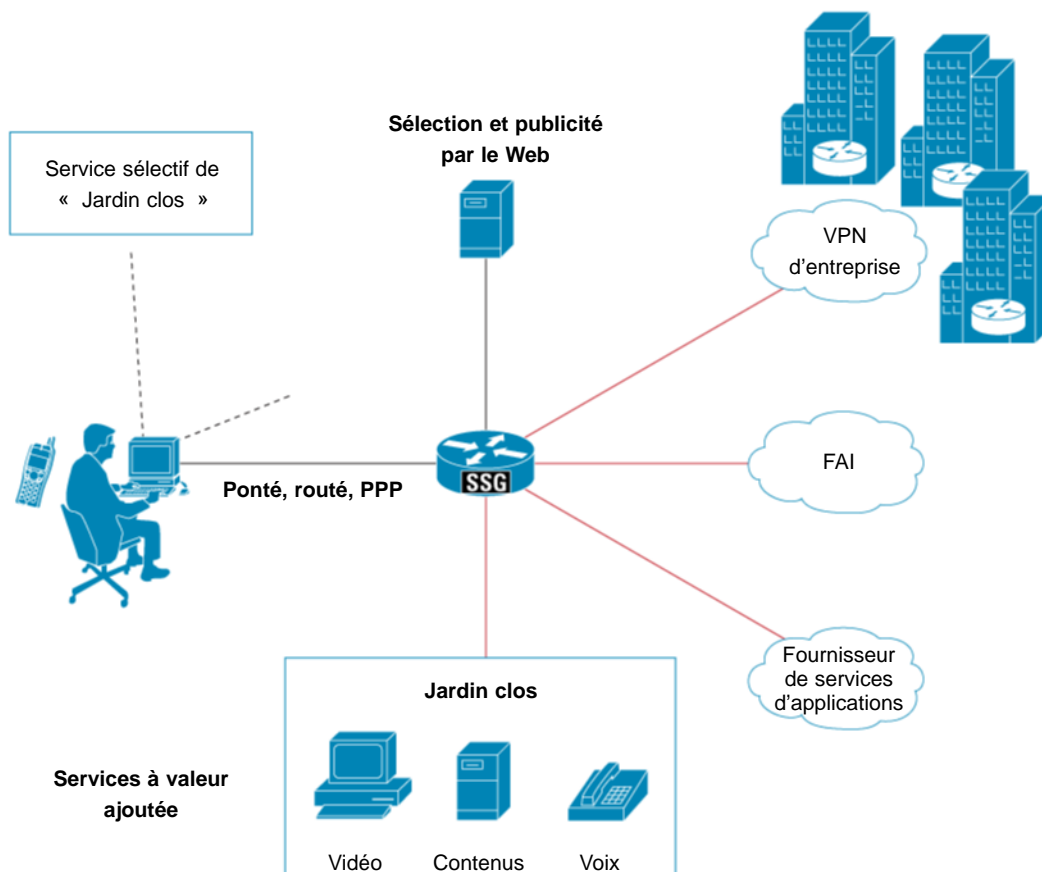 Sélection et publicité
par le Web
Service sélectif de
« Jardin clos »
VPN
d’entreprise
Ponté, routé, PPP
SSG
FAI
Fournisseur
de services
d’applications
Jardin clos
Services à valeur
ajoutée
Vidéo
Contenus
Voix